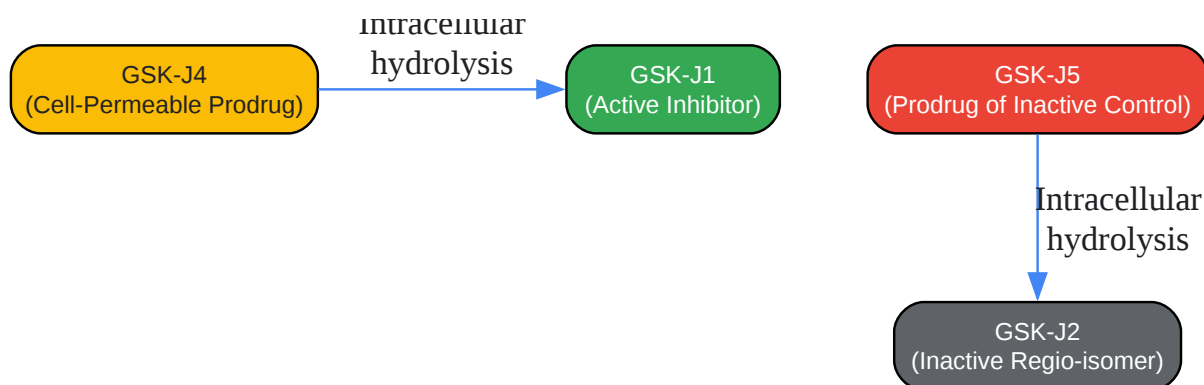 Intracellular
hydrolysis
GSK-J4
(Cell-Permeable Prodrug)
GSK-J1
(Active Inhibitor)
GSK-J5
(Prodrug of Inactive Control)
Intracellular
hydrolysis
GSK-J2
(Inactive Regio-isomer)